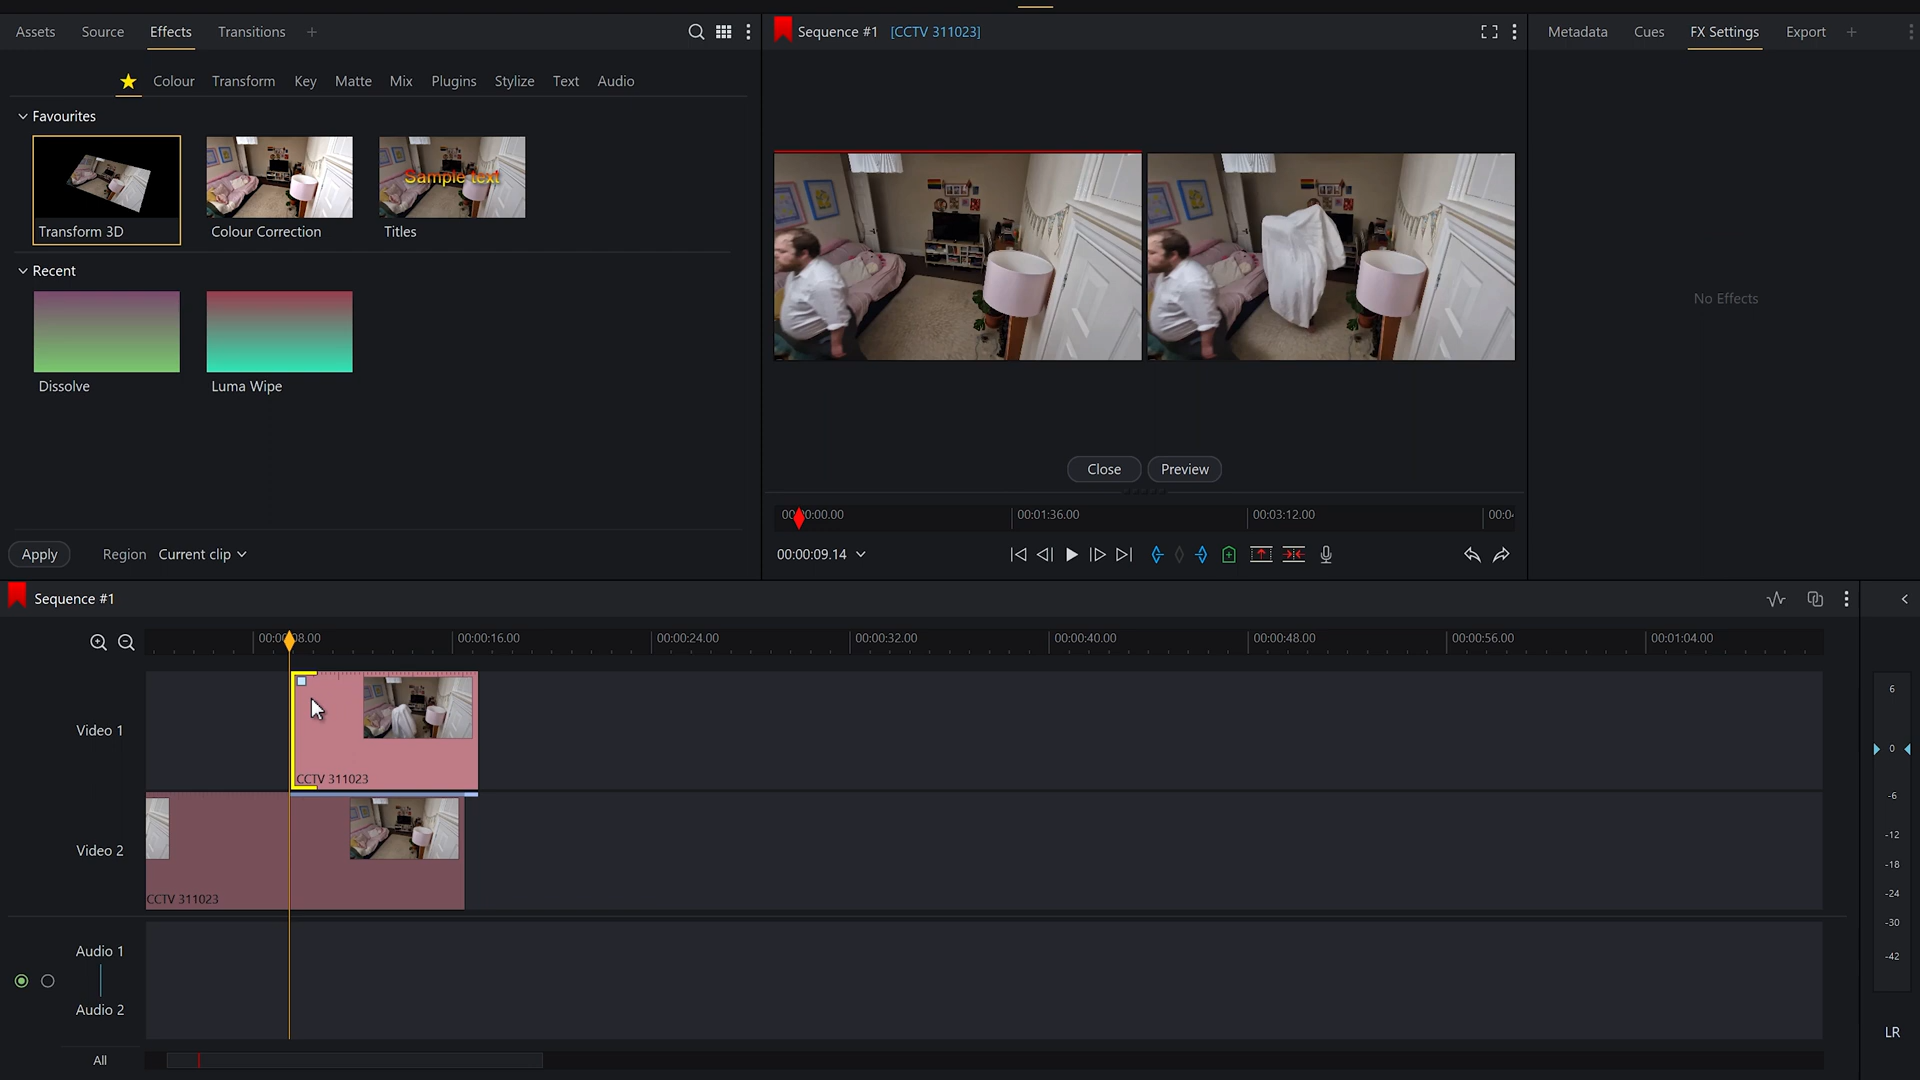 Assets Source Effects Transitions +
Colour Transform Key Matte Mix Plugins Stylize Text Audio
Favourites
Sample text
Transform 3D Colour Correction Titles
Recent
Dissolve Luma Wipe
Apply Region Current clip
Sequence #1 [CCTV 311023]
Close Preview
00:01:36.00 00:03:12.00
00:00:09.14
Metadata Cues FX Settings Export +
No Effects
Sequence #1
00:00:16.00 00:00:24.00 00:00:32.00 00:00:40.00 00:00:48.00 00:00:56.00 00:01:04.00
Video 1
CCTV 311023
Video 2
CCTV 311023
Audio 1
Audio 2
All
6
0
-6
-12
-18
-24
-30
-42
LR